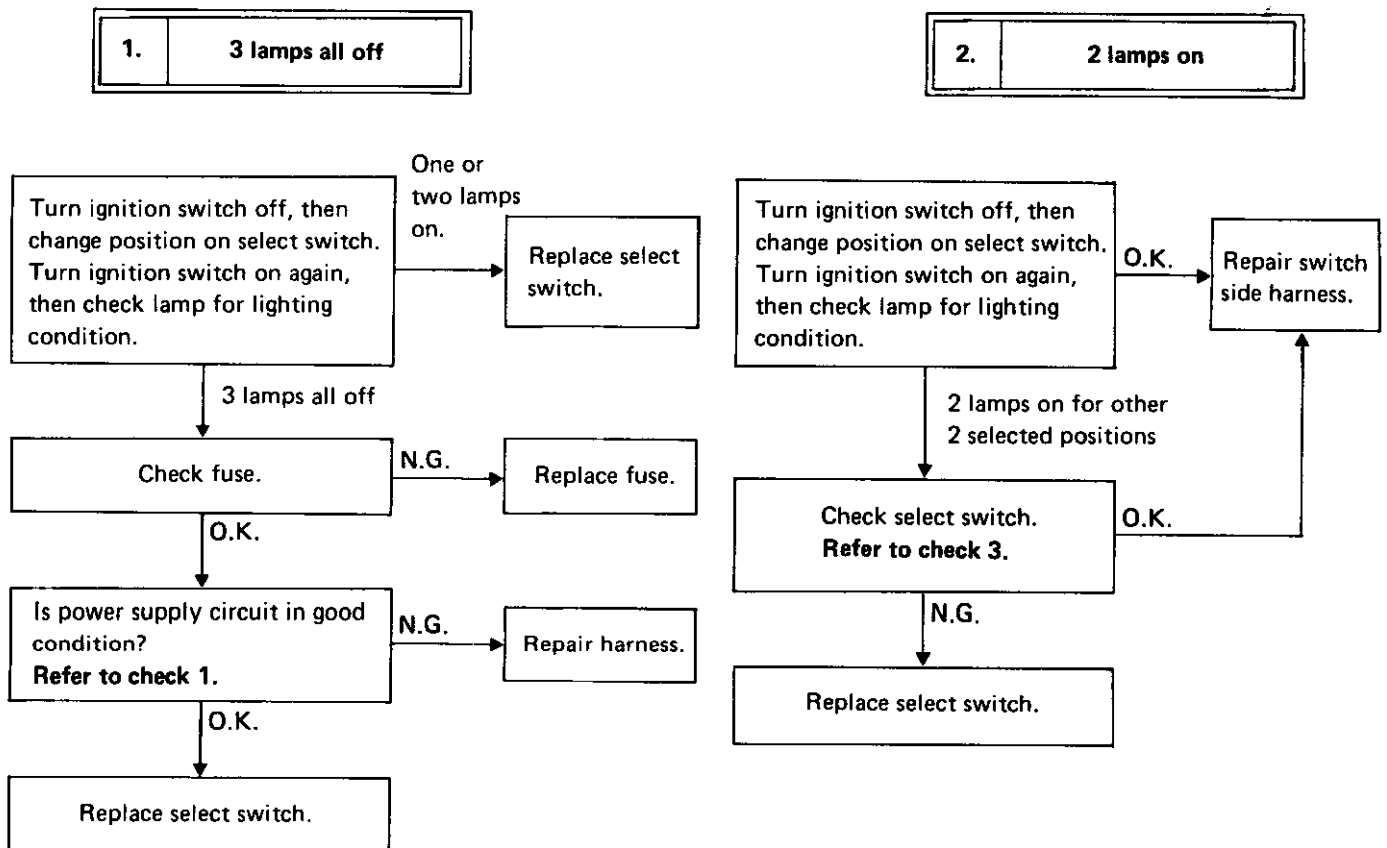 1. 3 lamps all off
Turn ignition switch off, then
change position on select switch.
Turn ignition switch on again,
then check lamp for lighting
condition.
One or
two lamps
on.
Replace select
switch.
3 lamps all off
Check fuse.
N.G.
Replace fuse.
O.K.
Is power supply circuit in good
condition?
Refer to check 1.
N.G.
Repair harness.
O.K.
Replace select switch.
2. 2 lamps on
Turn ignition switch off, then
change position on select switch.
Turn ignition switch on again,
then check lamp for lighting
condition.
O.K.
Repair switch
side harness.
2 lamps on for other
2 selected positions
Check select switch.
Refer to check 3.
O.K.
N.G.
Replace select switch.